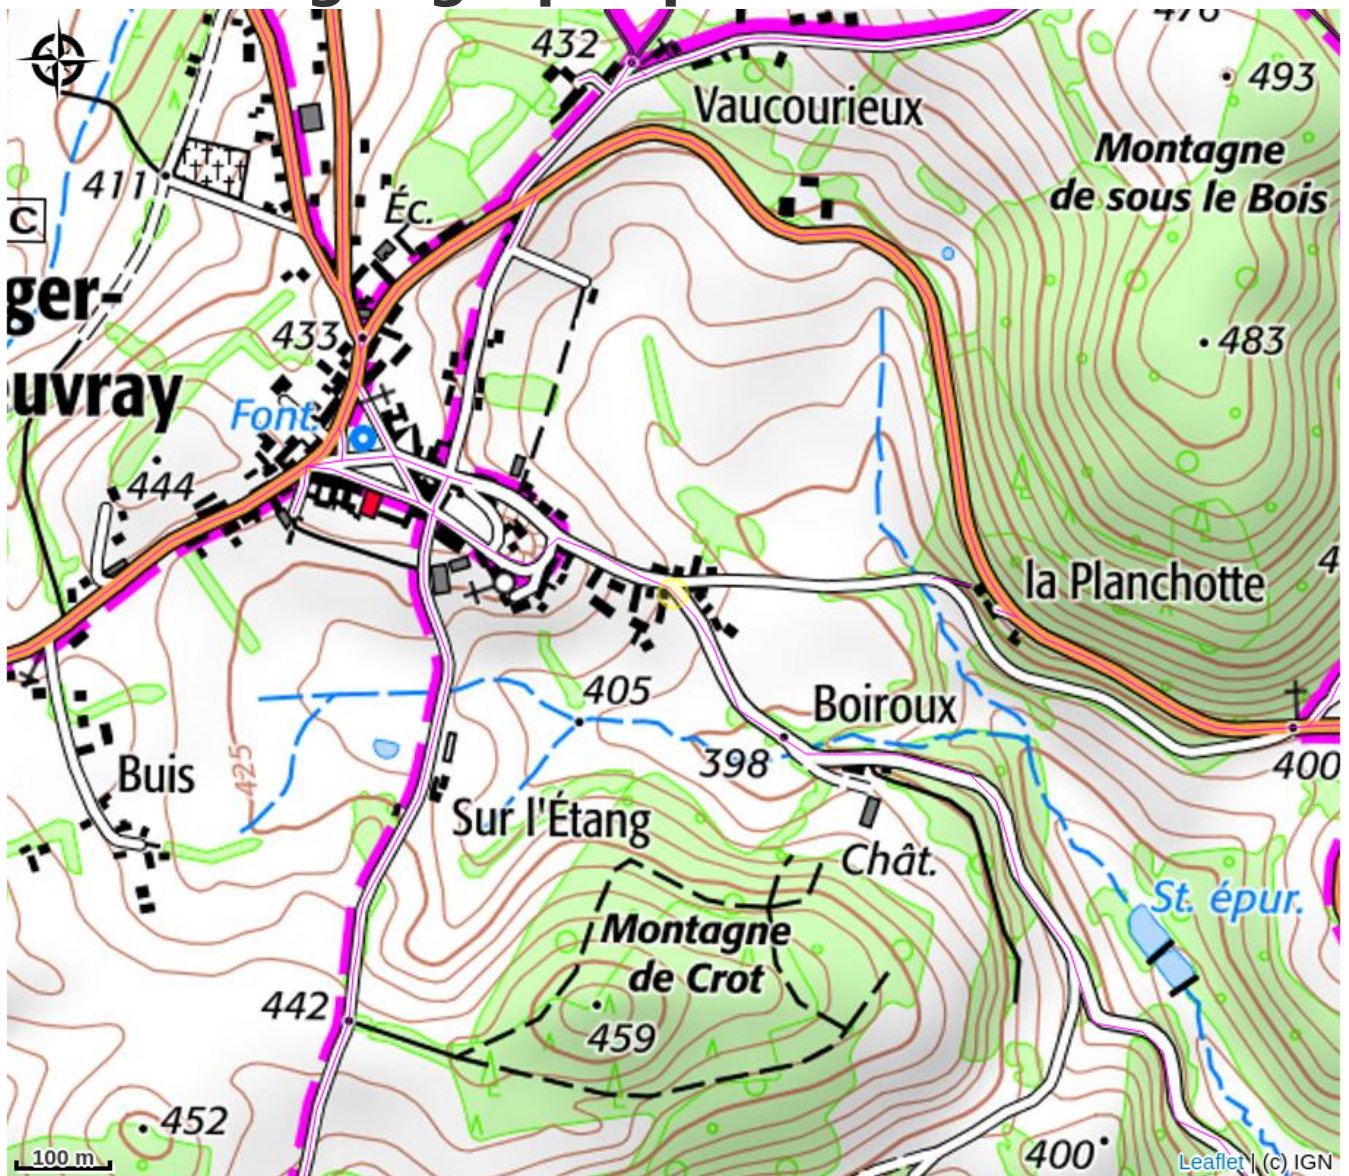 432
476
493
Vaucourieux
Montagne
de sous le Bois
411
Éc.
C
ger-
433
483
uvray
Font.
444
la Planchotte
4
405
Boiroux
398
425
Buis
400
Sur l'Étang
Chât.
St. épur.
Montagne
de Crot
442
459
452
400
100 m
Leaflet | (c) IGN